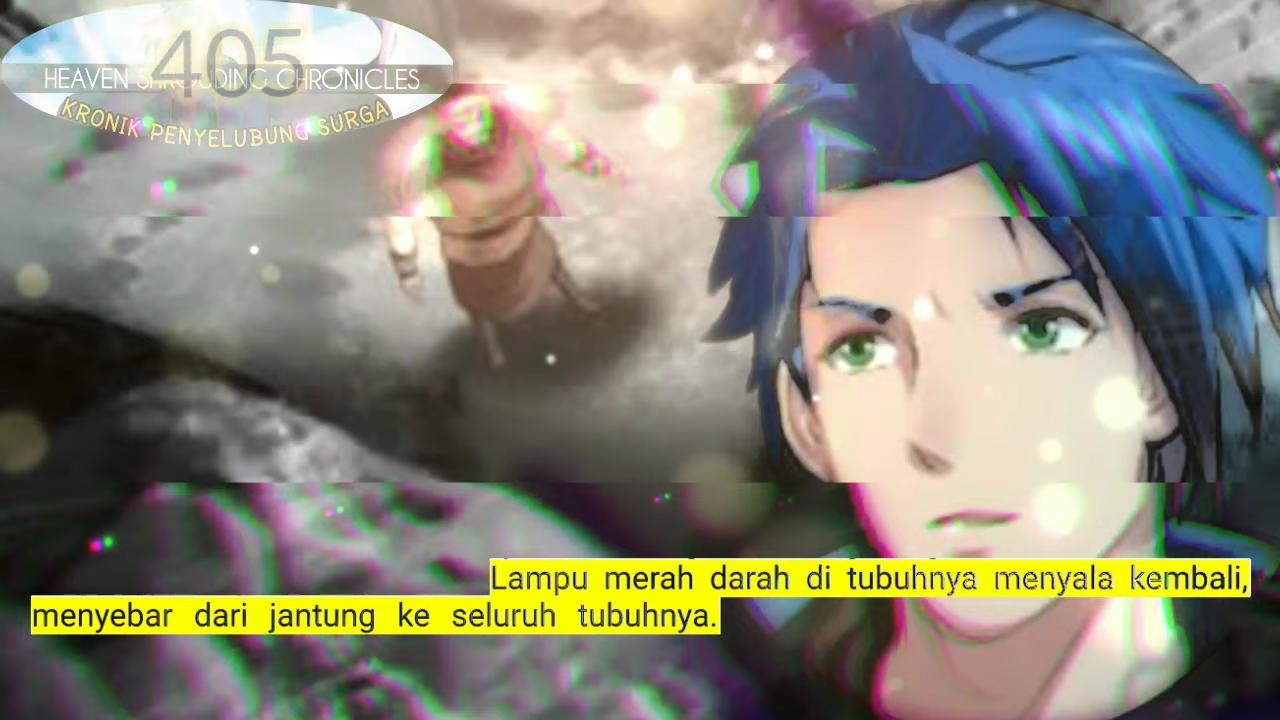 405
HEAVEN SHROUDING CHRONICLES
KRONIK PENYELUBUNG SURGA
Lampu merah darah di tubuhnya menyala kembali,
menyebar dari jantung ke seluruh tubuhnya.